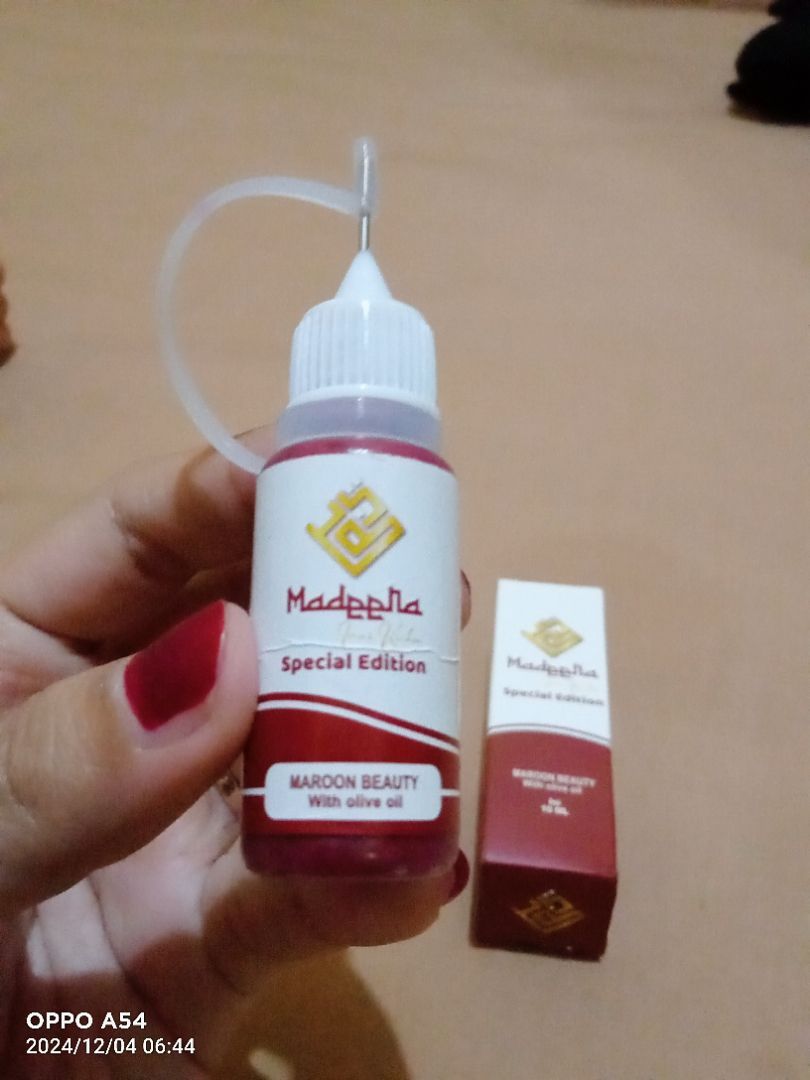 Madeena
Special Edition
MAROON BEAUTY
With olive oil
Madeena
Special Edition
MAROON BEAUTY
With olive oil
10 ML
OPPO A54
2024/12/04 06:44